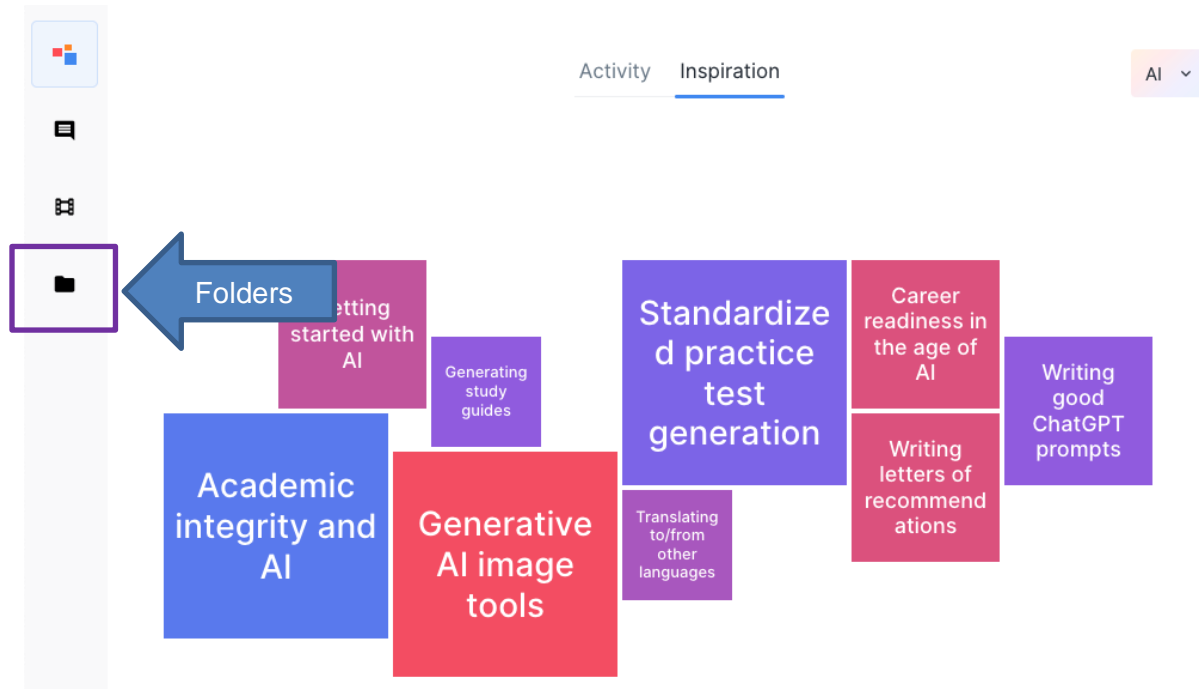 Activity
Inspiration
AI
Folders
etting
started with
AI
Generating
study
guides
Standardize
d practice
test
generation
Career
readiness in
the age of
AI
Writing
good
ChatGPT
prompts
Academic
integrity and
AI
Generative
AI image
tools
Translating
to/from
other
languages
Writing
letters of
recommend
ations